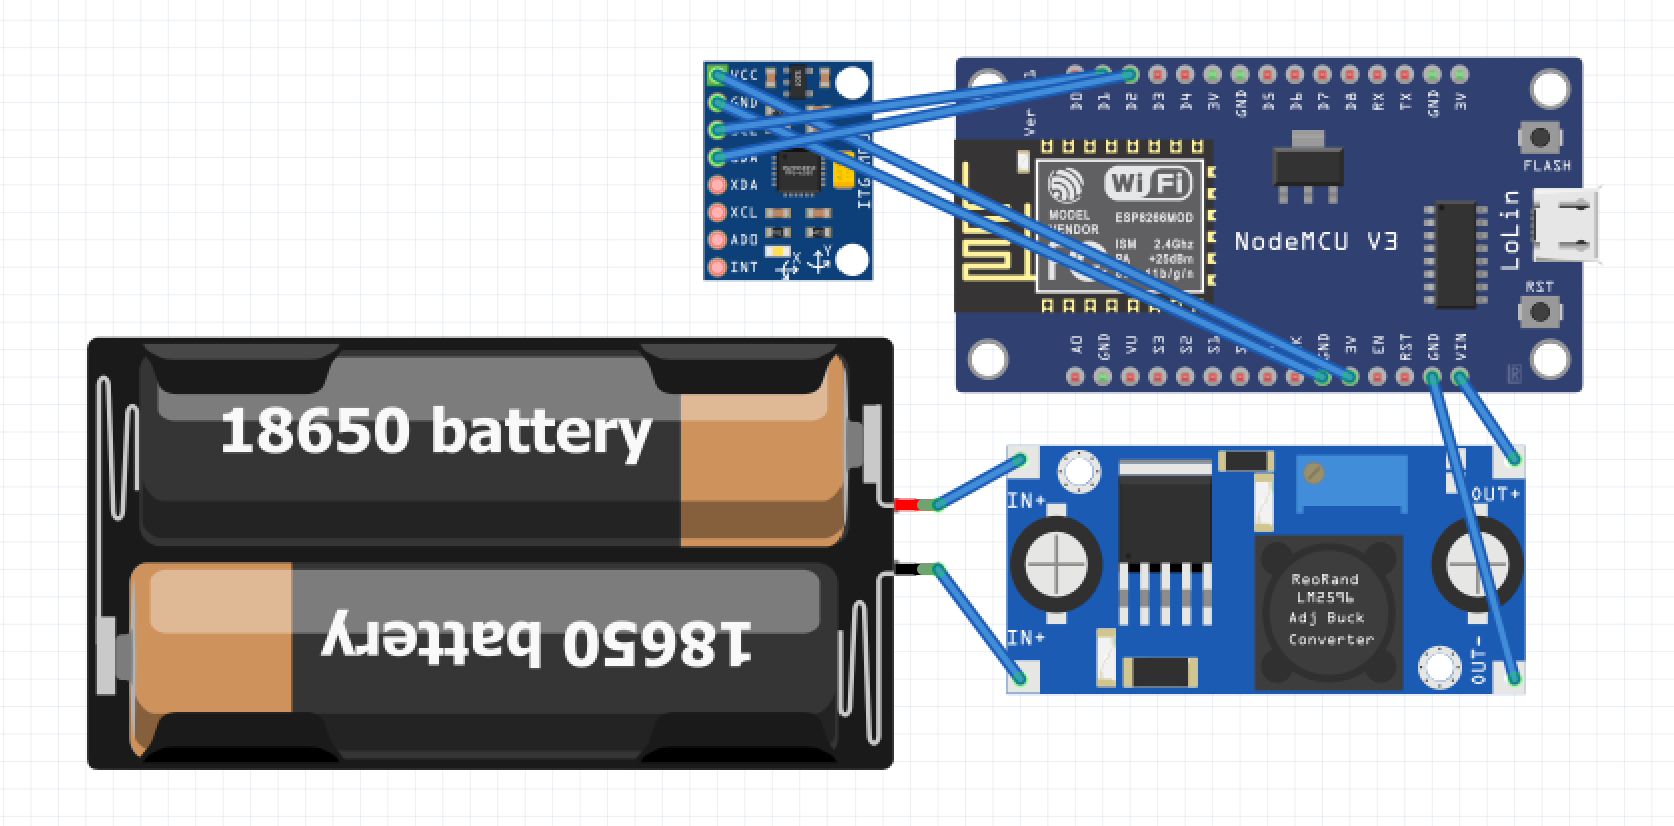 VCC
GND
SCL
XDA
XCL
ADO
INT
ITG/MPU
X
Y
Ver
1
D0
D1
D2
D3
D4
3V
GND
D5
D6
D7
D8
RX
TX
GND
3V
FLASH
WiFi
MODEL
VENDOR
ESP8266MOD
ISM 2.4Ghz
PA +25dBm
802.11b/g/n
NodeMCU V3
LoLin
RST
A0
GND
VU
S3
S2
S1
GND
3V
EN
RST
GND
VIN
R
18650 battery
18650 battery
IN+
IN+
OUT+
OUT-
ReoRand
LM2596
Adj Buck
Converter